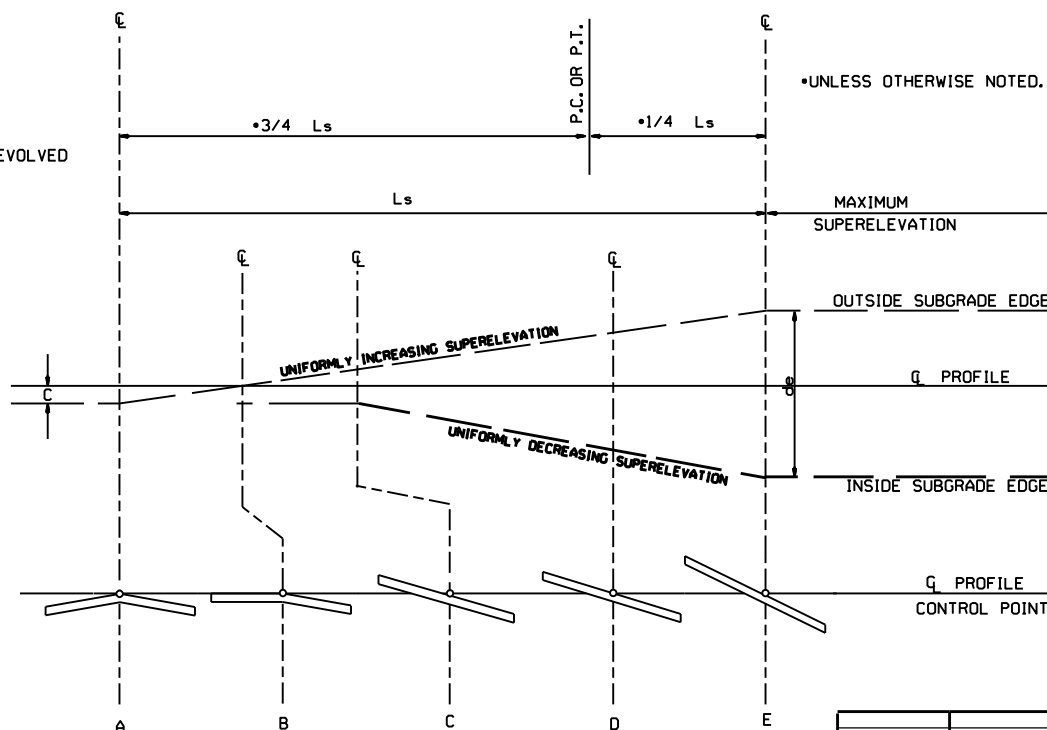 ℄
℄
P.C. OR P.T.
•UNLESS OTHERWISE NOTED.
•3/4 Ls
•1/4 Ls
EVOLVED
Ls
MAXIMUM
SUPERELEVATION
℄
℄
℄
OUTSIDE SUBGRADE EDGE
UNIFORMLY INCREASING SUPERELEVATION
C
℄ PROFILE
de
UNIFORMLY DECREASING SUPERELEVATION
INSIDE SUBGRADE EDGE
℄ PROFILE
CONTROL POINT
A
B
C
D
E